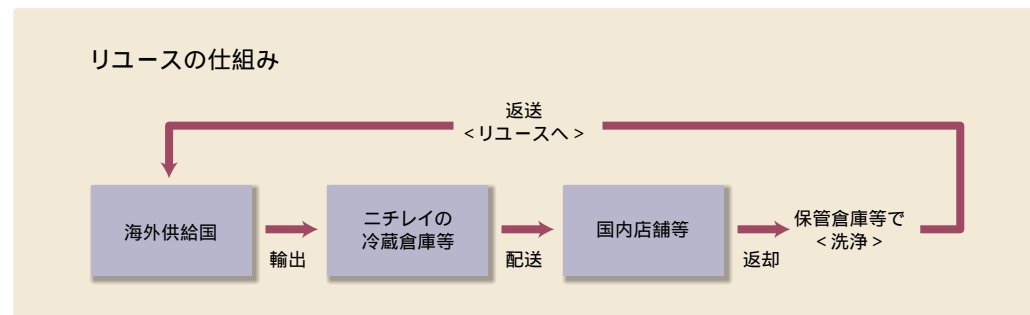 リユースの仕組み
返送
<リユースへ>
海外供給国
輸出
ニチレイの
冷蔵倉庫等
配送
国内店舗等
返却
保管倉庫等で
<洗浄>